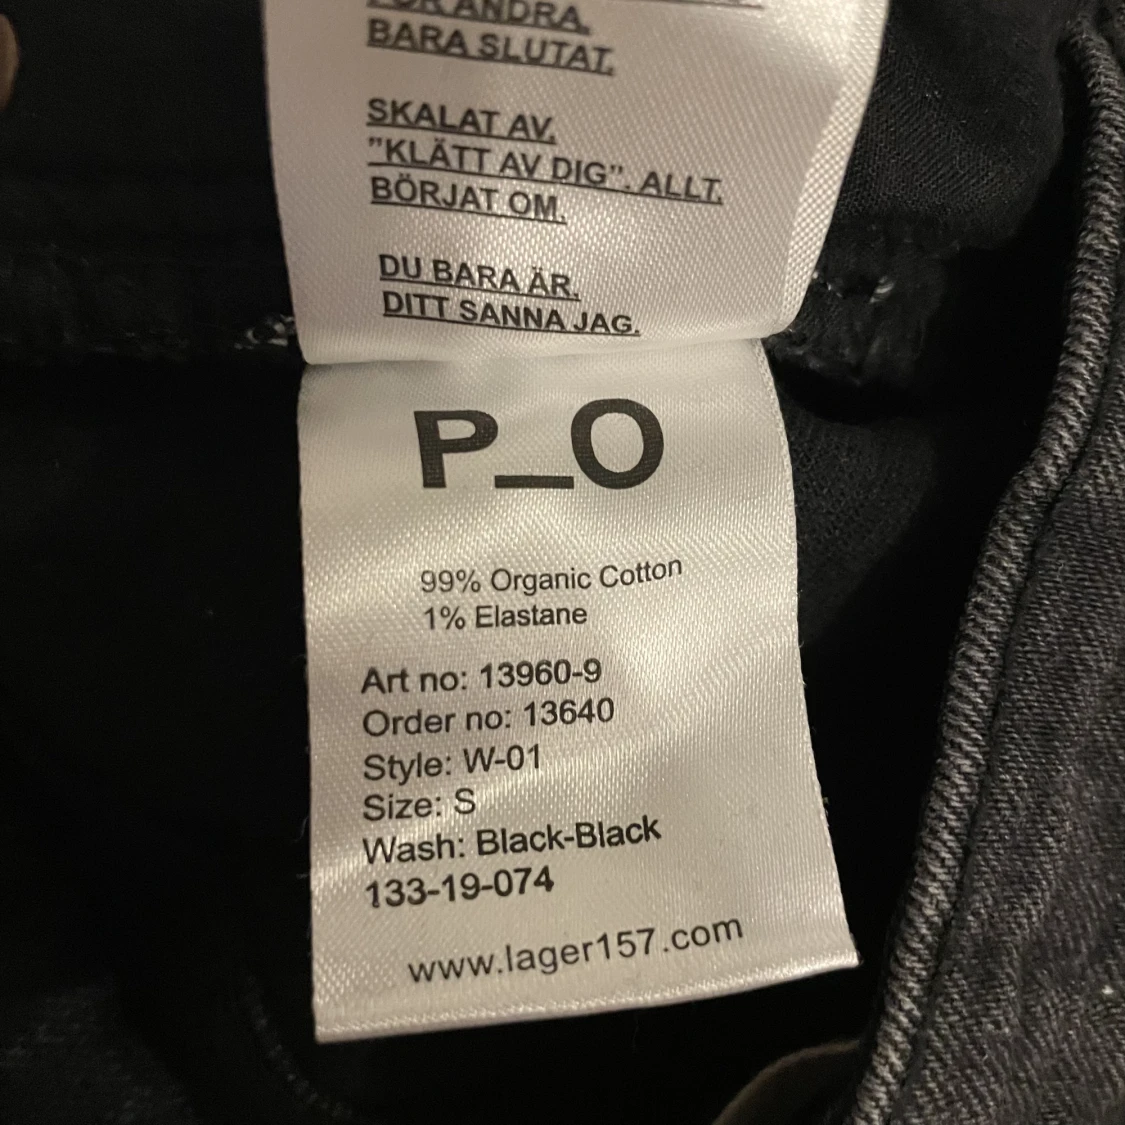 FÖR ANDRA.
BARA SLUTAT.
SKALAT AV.
"KLÄTT AV DIG". ALLT.
BÖRJAT OM.
DU BARA ÄR.
DITT SANNA JAG.
P_O
99% Organic Cotton
1% Elastane
Art no: 13960-9
Order no: 13640
Style: W-01
Size: S
Wash: Black-Black
133-19-074
www.lager157.com